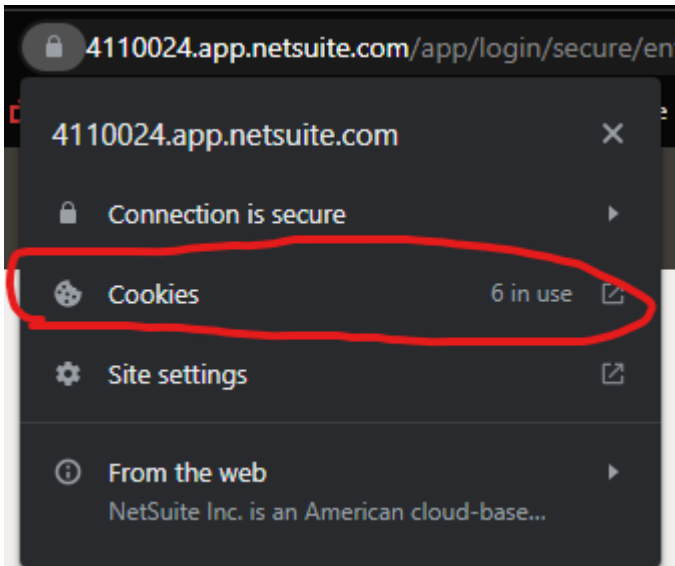 4110024.app.netsuite.com/app/login/secure/en
4110024.app.netsuite.com
Connection is secure
Cookies 6 in use
Site settings
From the web
NetSuite Inc. is an American cloud-base...